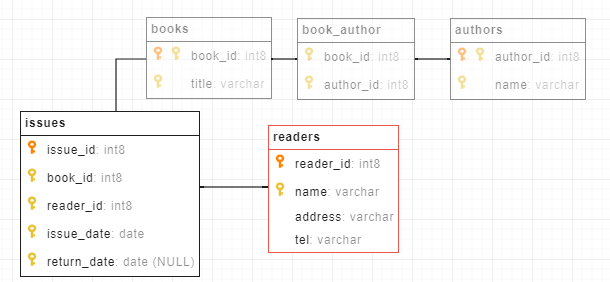 books
book_id: int8
title: varchar
book_author
book_id: int8
author_id: int8
authors
author_id: int8
name: varchar
issues
issue_id: int8
book_id: int8
reader_id: int8
issue_date: date
return_date: date (NULL)
readers
reader_id: int8
name: varchar
address: varchar
tel: varchar